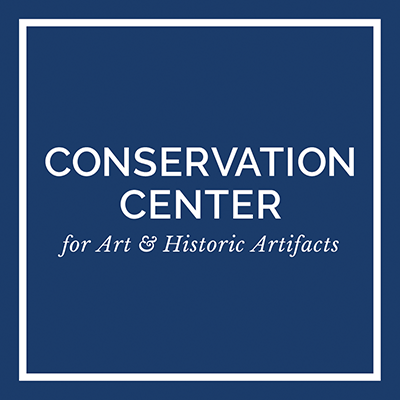 CONSERVATION
CENTER
for Art & Historic Artifacts